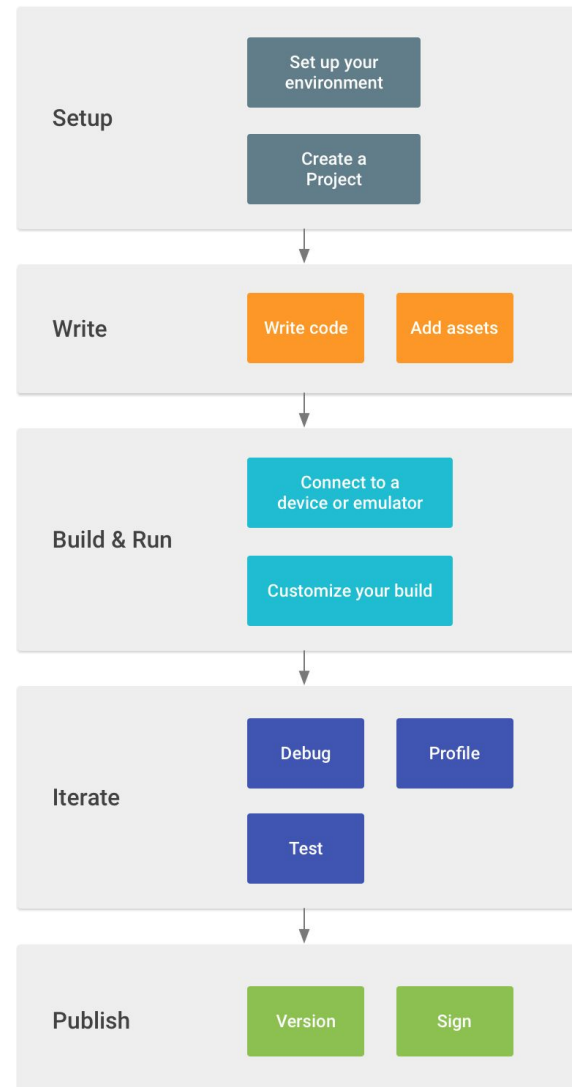 Setup
Set up your
environment
Create a
Project
Write
Write code
Add assets
Build & Run
Connect to a
device or emulator
Customize your build
Iterate
Debug
Profile
Test
Publish
Version
Sign